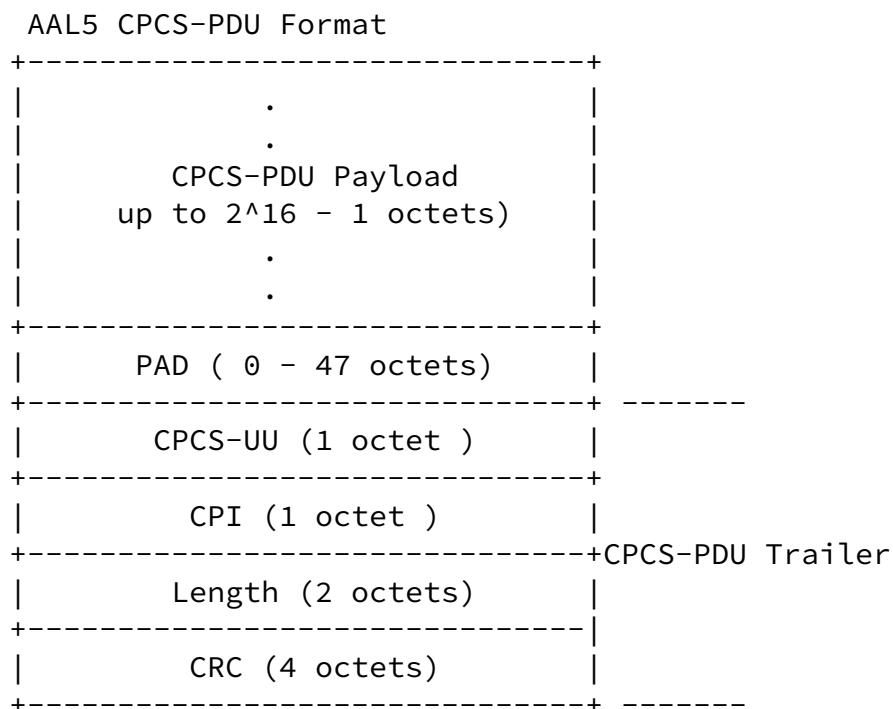 AAL5 CPCS-PDU Format
+-------------------------------+
|               .               |
|               .               |
|        CPCS-PDU Payload       |
|     up to 2^16 - 1 octets)    |
|               .               |
|               .               |
+-------------------------------+
|      PAD ( 0 - 47 octets)     |
+-------------------------------+ -------
|       CPCS-UU (1 octet )      |
+-------------------------------+
|         CPI (1 octet )        |
+-------------------------------+CPCS-PDU Trailer
|        Length (2 octets)      |
+-------------------------------|
|         CRC (4 octets)        |
+-------------------------------+ -------